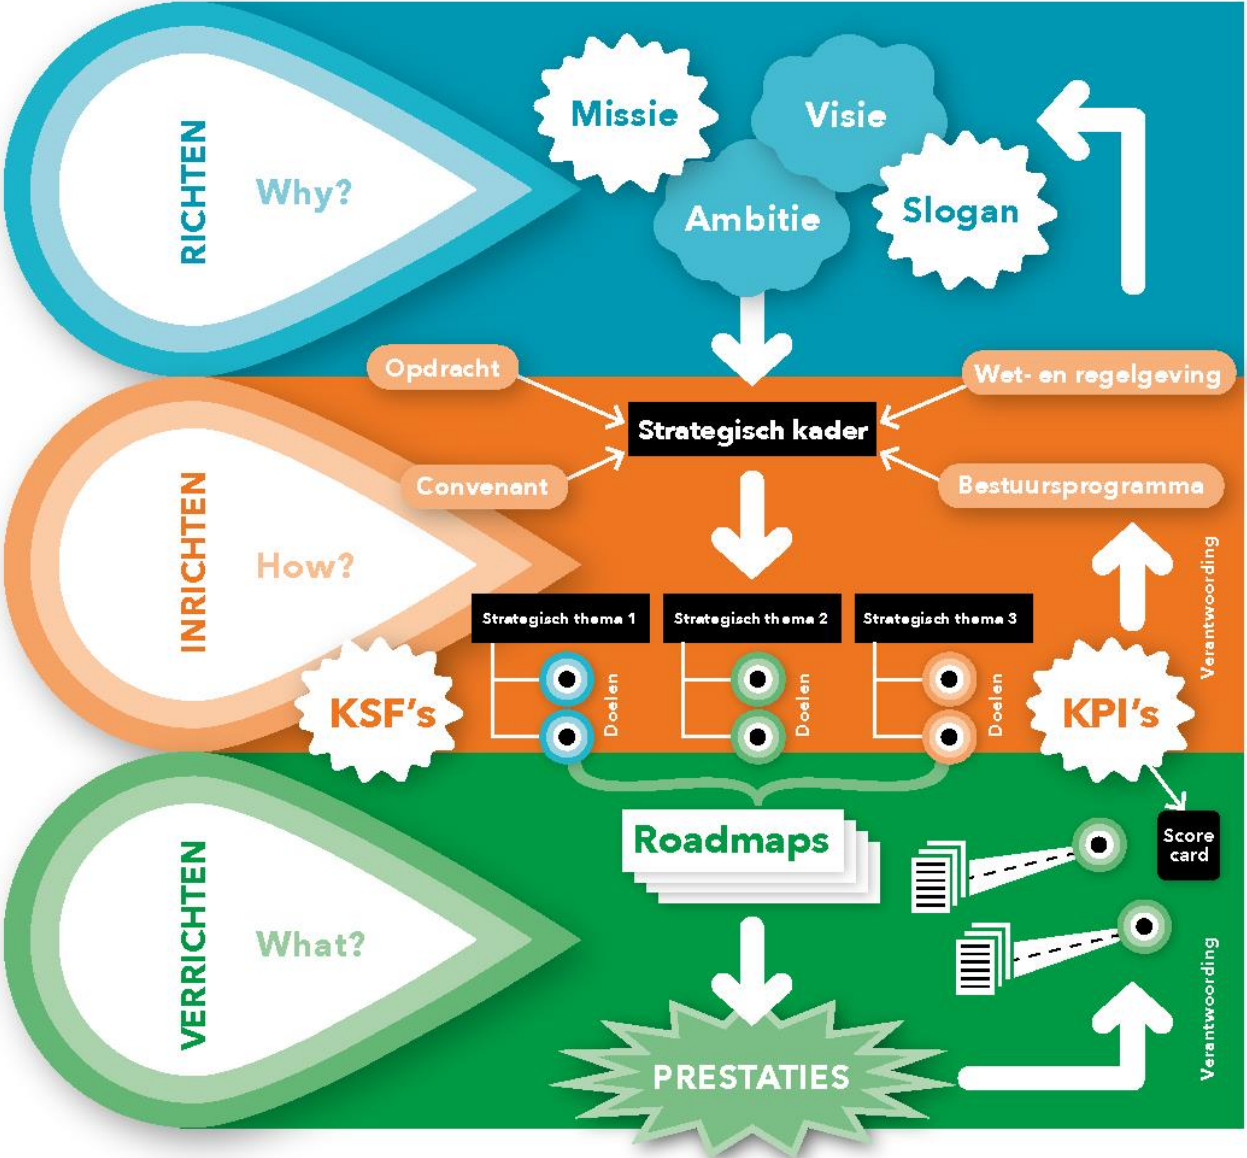 RICHTEN
Why?
Missie
Visie
Ambitie
Slogan
INRICHTEN
How?
Opdracht
Wet- en regelgeving
Strategisch kader
Convenant
Bestuursprogramma
Verantwoording
Strategisch thema 1
Strategisch thema 2
Strategisch thema 3
KSF's
Doelen
Doelen
Doelen
KPI's
VERRICHTEN
What?
Roadmaps
Score
card
Verantwoording
PRESTATIES